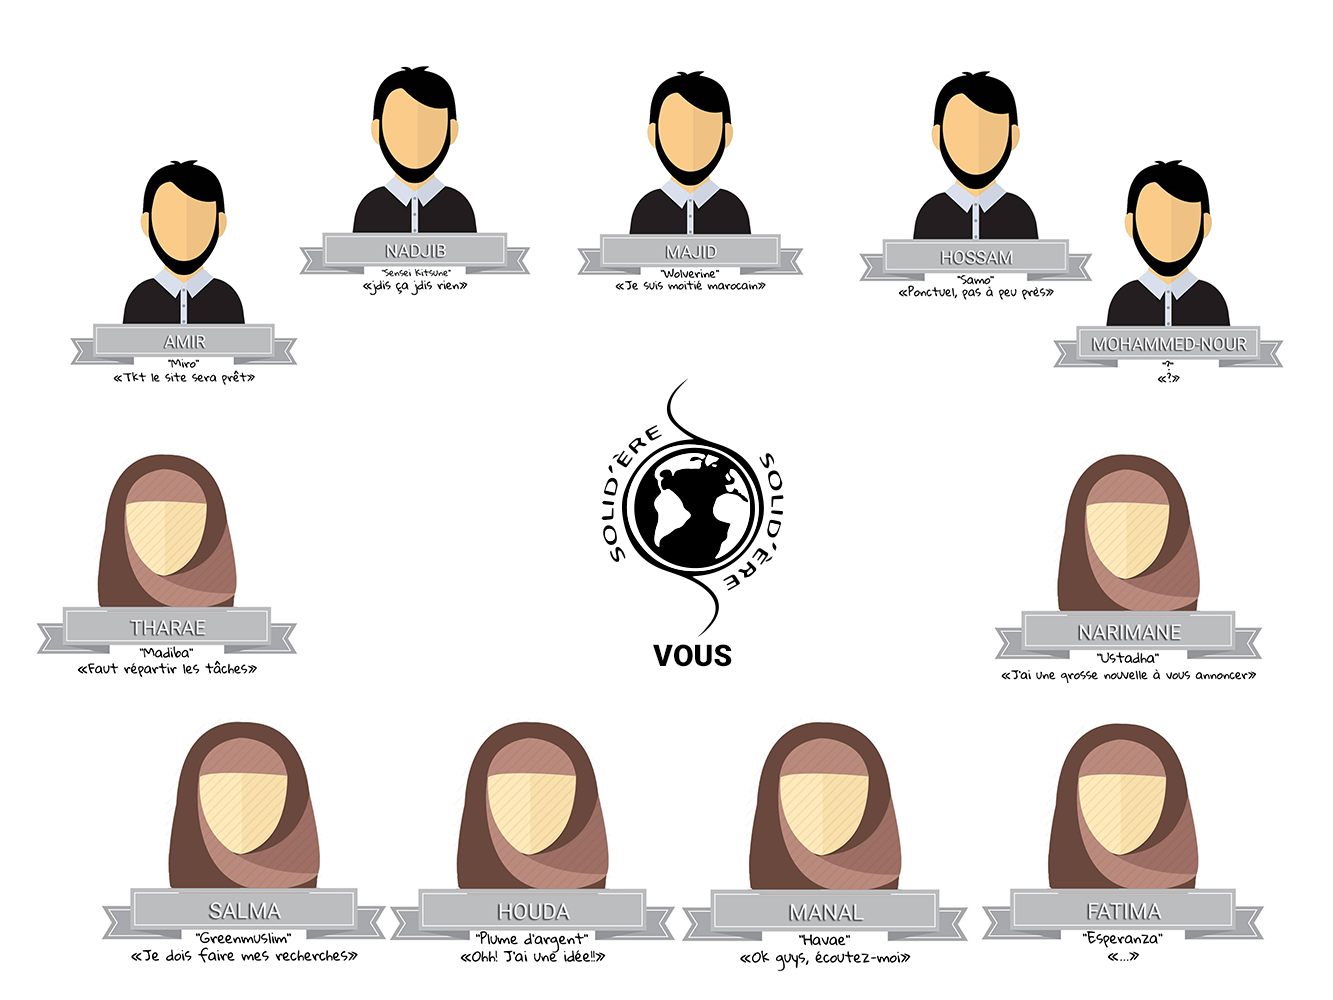 NADJIB
"Sensei Kitsune"
«jdis ça jdis rien»
MAJID
"Wolverine"
«Je suis moitié marocain»
HOSSAM
"Samo"
«Ponctuel, pas à peu près»
AMIR
"Miro"
«Tkt le site sera prêt»
MOHAMMED-NOUR
"?"
«?»
SOLID'ÈRE
SOLID'ÈRE
VOUS
THARAE
"Madiba"
«Faut répartir les tâches»
NARIMANE
"Ustadha"
«J'ai une grosse nouvelle à vous annoncer»
SALMA
"Greenmuslim"
«Je dois faire mes recherches»
HOUDA
"Plume d'argent"
«Ohh! J'ai une idée!!»
MANAL
"Havae"
«Ok guys, écoutez-moi»
FATIMA
"Esperanza"
«...»